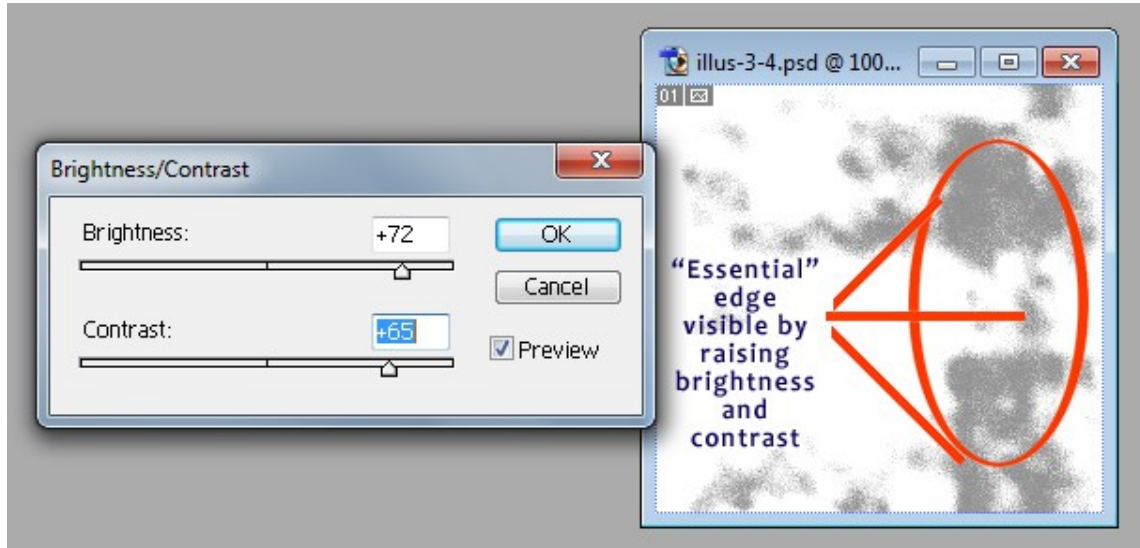 illus-3-4.psd @ 100...
01
Brightness/Contrast
Brightness:
+72
OK
Cancel
Contrast:
+65
Preview
“Essential”
edge
visible by
raising
brightness
and
contrast